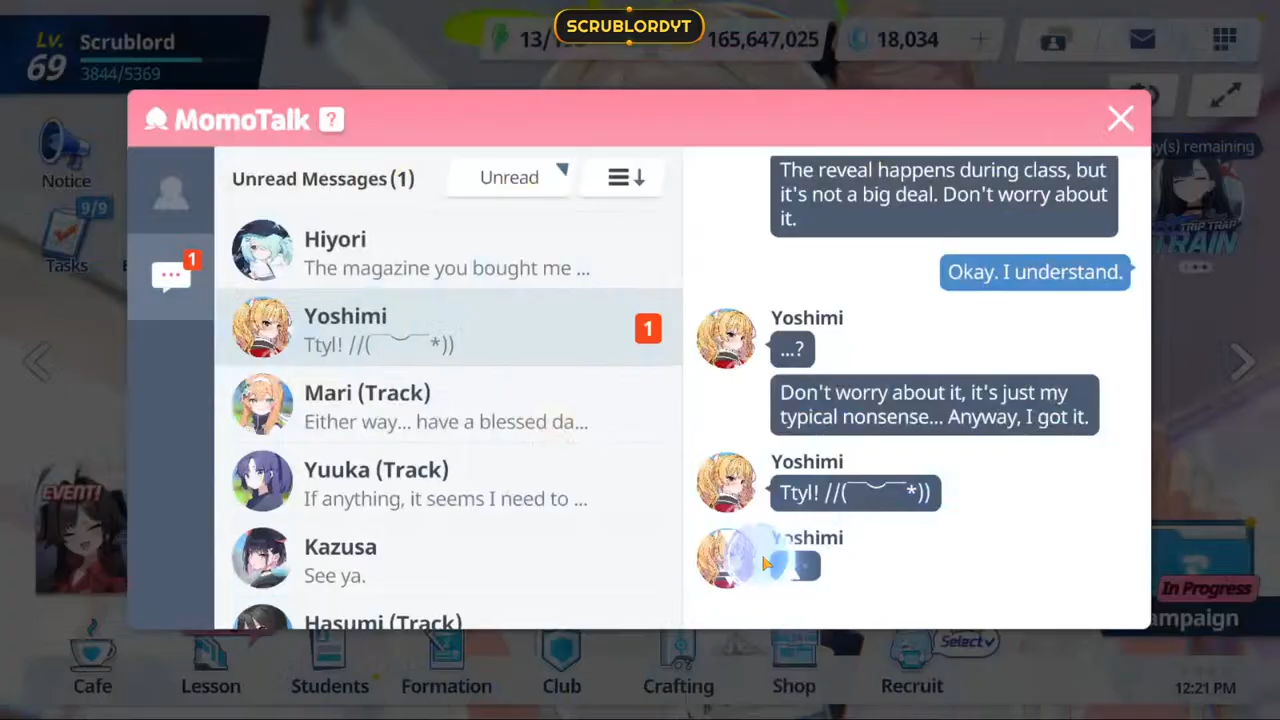 SCRUBLORDYT
Lv. 69
Scrublord
3844/5369
165,647,025
18,034
MomoTalk ?
y(s) remaining
Notice
9/9
Tasks
1
Unread Messages (1)
Unread
Hiyori
The magazine you bought me ...
Yoshimi
Ttyl! //(͡ ͜ ͡*))
1
Mari (Track)
Either way... have a blessed da...
Yuuka (Track)
If anything, it seems I need to ...
Kazusa
See ya.
Hasumi (Track)
The reveal happens during class, but
it's not a big deal. Don't worry about
it.
Okay. I understand.
Yoshimi
...?
Don't worry about it, it's just my
typical nonsense... Anyway, I got it.
Yoshimi
Ttyl! //(͡ ͜ ͡*))
Yoshimi
TRIP TRAP
TRAIN
EVENT!
In Progress
ampaign
Select
Cafe
Lesson
Students
Formation
Club
Crafting
Shop
Recruit
12:21 PM